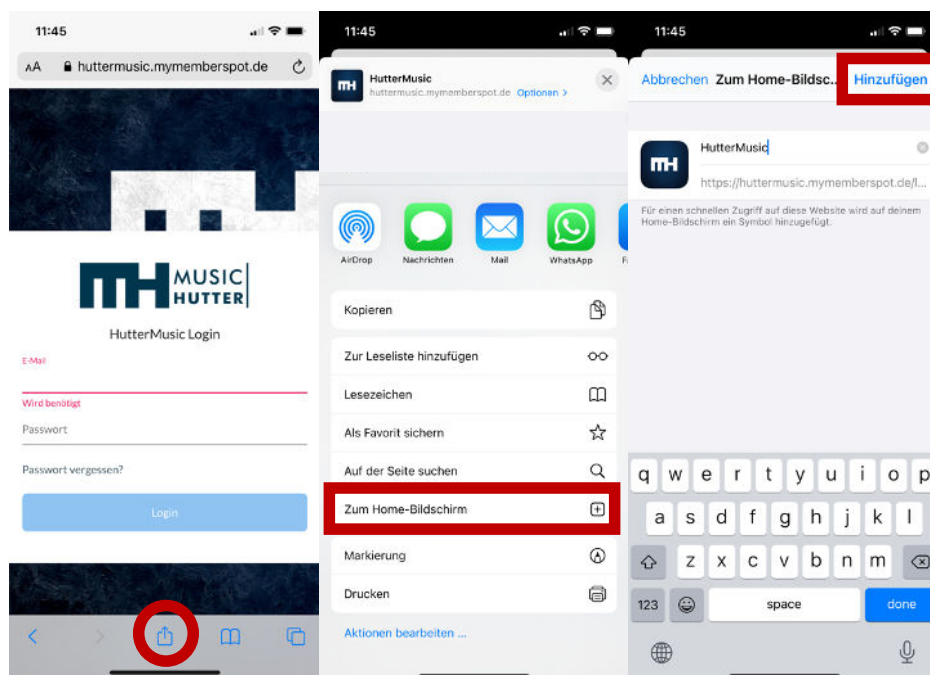 11:45
AA huttermusic.mymemberspot.de
MH MUSIC
HUTTER
HutterMusic Login
E-Mail
Wird benötigt
Passwort
Passwort vergessen?
Login
11:45
MH
HutterMusic
huttermusic.mymemberspot.de Optionen >
AirDrop Nachrichten Mail WhatsApp
Kopieren
Zur Leseliste hinzufügen
Lesezeichen
Als Favorit sichern
Auf der Seite suchen
Zum Home-Bildschirm
Markierung
Drucken
Aktionen bearbeiten ...
11:45
Abbrechen Zum Home-Bildsc... Hinzufügen
MH
HutterMusic
https://huttermusic.mymemberspot.de/l...
Für einen schnellen Zugriff auf diese Website wird auf deinem
Home-Bildschirm ein Symbol hinzugefügt.
q w e r t y u i o p
a s d f g h j k l
z x c v b n m
123 space done